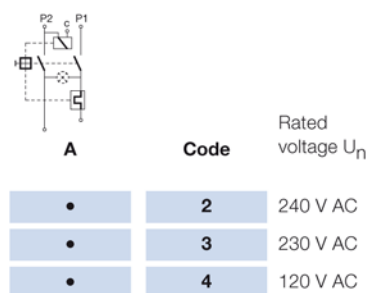 P2 c P1
Rated
A Code voltage Un
• 2 240 V AC
• 3 230 V AC
• 4 120 V AC